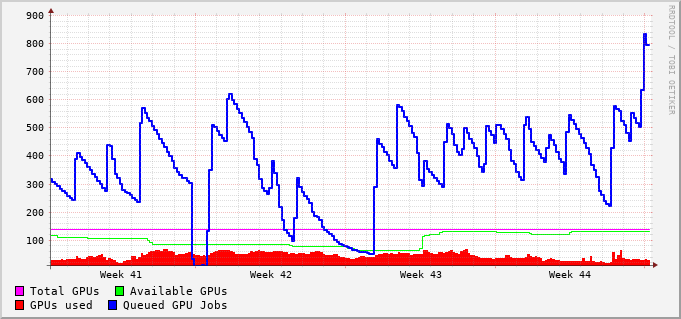 900
800
700
600
500
400
300
200
100
Week 41 Week 42 Week 43 Week 44
Total GPUs Available GPUs
GPUs used Queued GPU Jobs
RRDTOOL / TOBI OETIKER